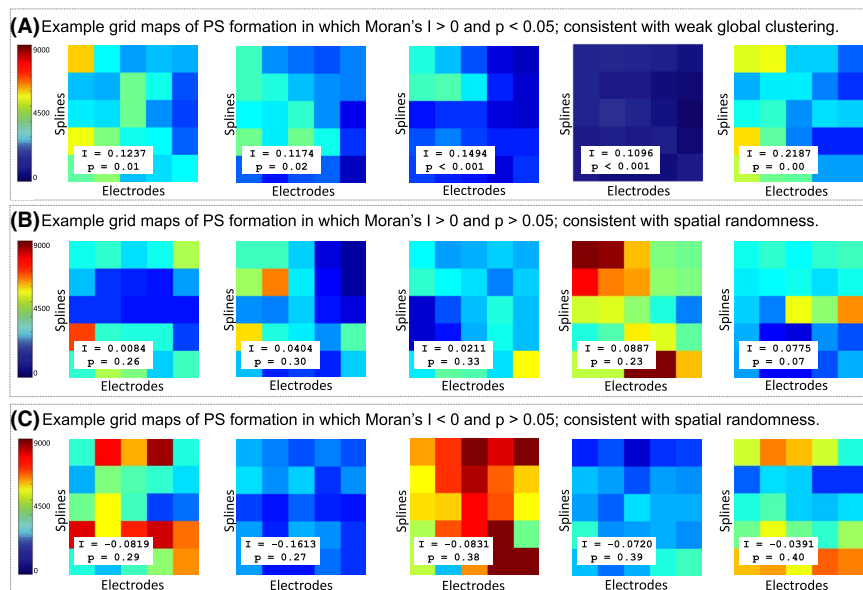 (A) Example grid maps of PS formation in which Moran's I > 0 and p < 0.05; consistent with weak global clustering.
9000
4500
0
Splines
I = 0.1237
p = 0.01
Electrodes
Splines
I = 0.1174
p = 0.02
Splines
I = 0.1494
p < 0.001
Electrodes
Splines
I = 0.1096
p < 0.001
Splines
I = 0.2187
p = 0.00
Electrodes
(B) Example grid maps of PS formation in which Moran's I > 0 and p > 0.05; consistent with spatial randomness.
9000
4500
0
Splines
I = 0.0084
p = 0.26
Electrodes
Splines
I = 0.0404
p = 0.30
Electrodes
Splines
I = 0.0211
p = 0.33
Electrodes
Splines
I = 0.0887
p = 0.23
Electrodes
Splines
I = 0.0775
p = 0.07
Electrodes
(C) Example grid maps of PS formation in which Moran's I < 0 and p > 0.05; consistent with spatial randomness.
9000
4500
0
Splines
I = -0.0819
p = 0.29
Electrodes
Splines
I = -0.1613
p = 0.27
Electrodes
Splines
I = -0.0831
p = 0.38
Electrodes
Splines
I = -0.0720
p = 0.39
Electrodes
Splines
I = -0.0391
p = 0.40
Electrodes